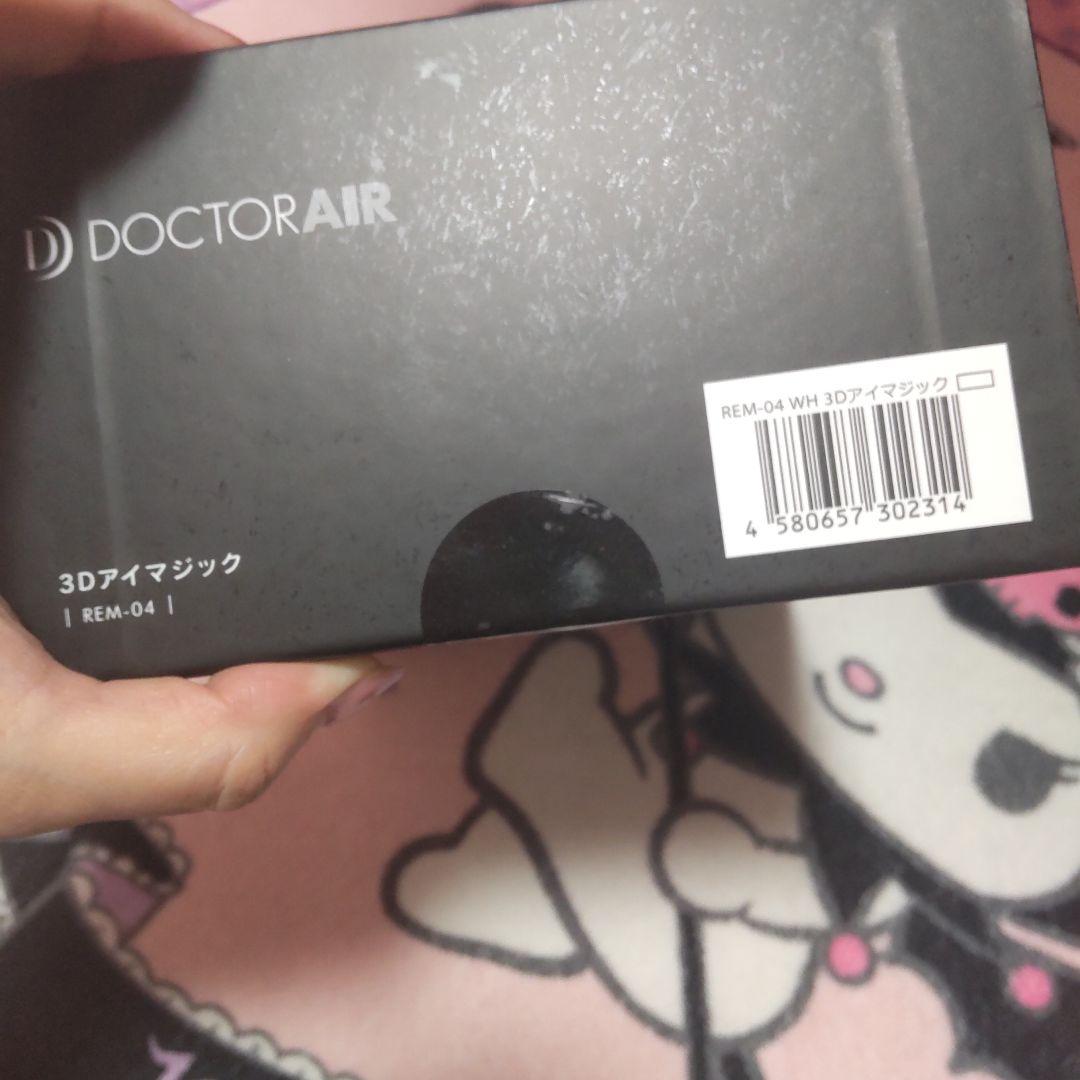 DOCTORAIR
REM-04 WH 3Dアイマジック
4 580657 302314
3Dアイマジック
| REM-04 |